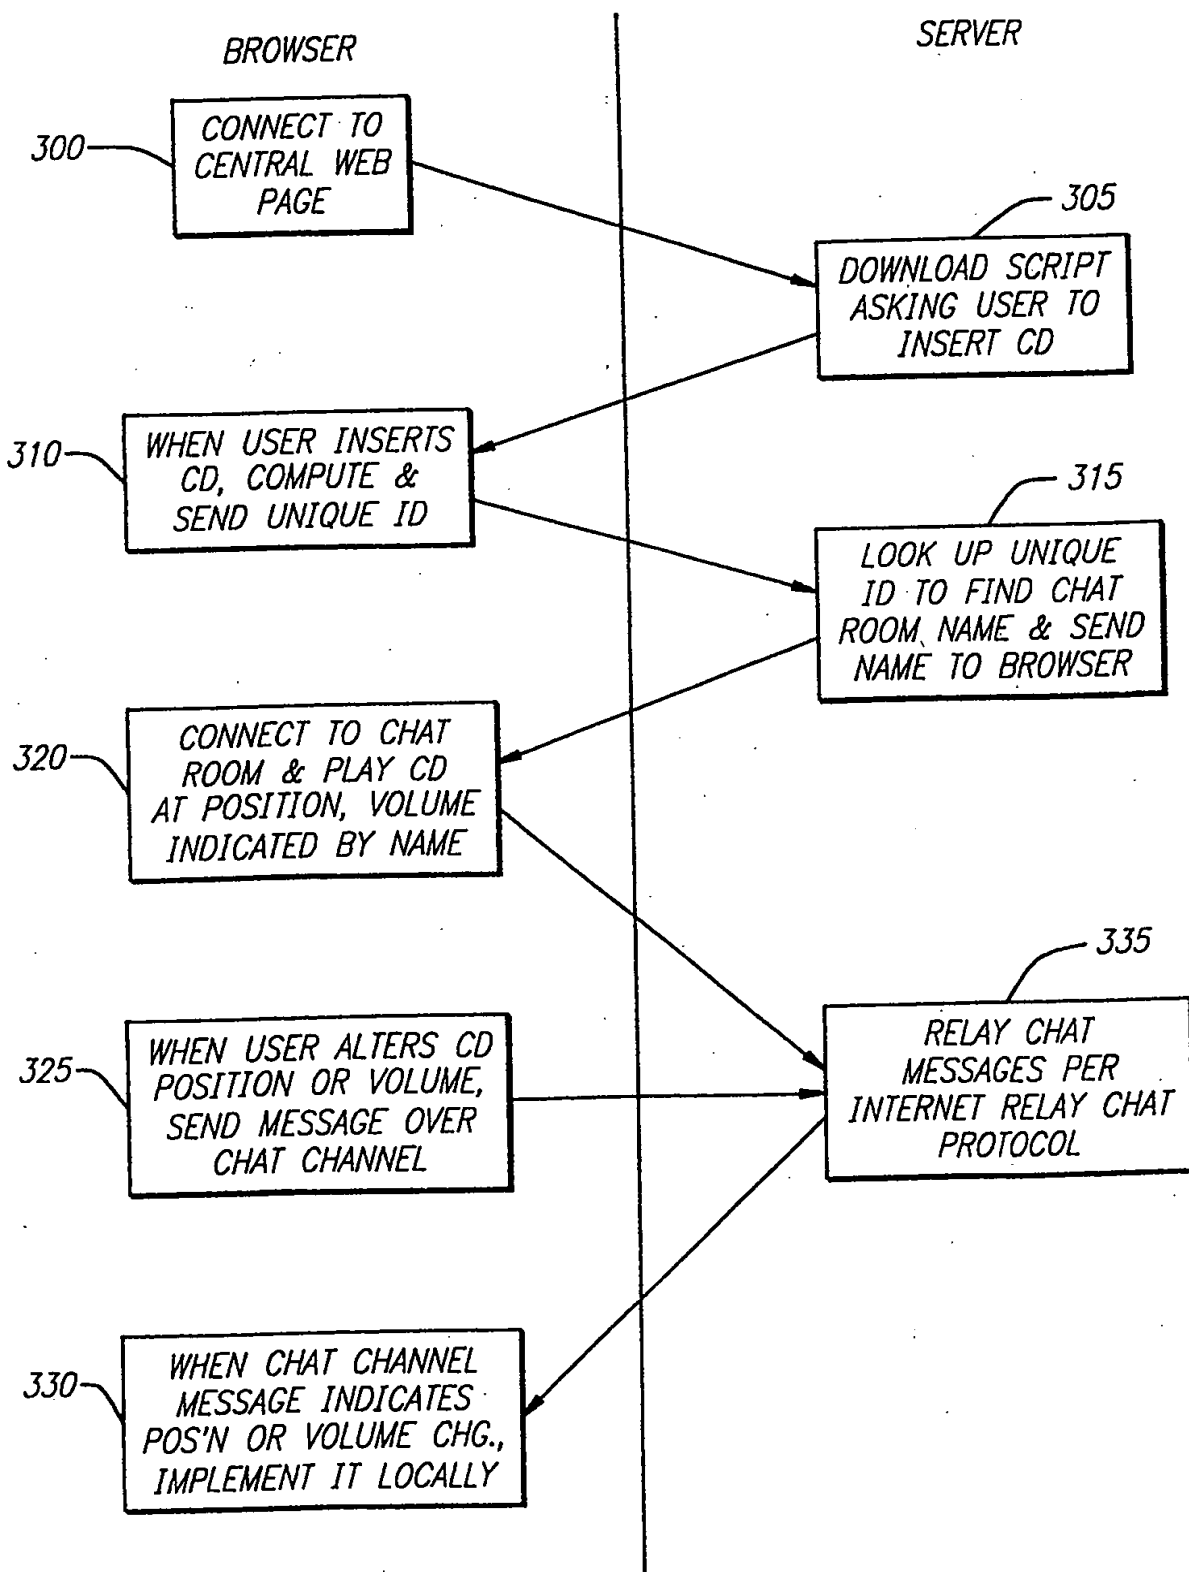 BROWSER
SERVER
300
CONNECT TO
CENTRAL WEB
PAGE
305
DOWNLOAD SCRIPT
ASKING USER TO
INSERT CD
310
WHEN USER INSERTS
CD, COMPUTE &
SEND UNIQUE ID
315
LOOK UP UNIQUE
ID TO FIND CHAT
ROOM NAME & SEND
NAME TO BROWSER
320
CONNECT TO CHAT
ROOM & PLAY CD
AT POSITION, VOLUME
INDICATED BY NAME
335
RELAY CHAT
MESSAGES PER
INTERNET RELAY CHAT
PROTOCOL
325
WHEN USER ALTERS CD
POSITION OR VOLUME,
SEND MESSAGE OVER
CHAT CHANNEL
330
WHEN CHAT CHANNEL
MESSAGE INDICATES
POS'N OR VOLUME CHG.,
IMPLEMENT IT LOCALLY